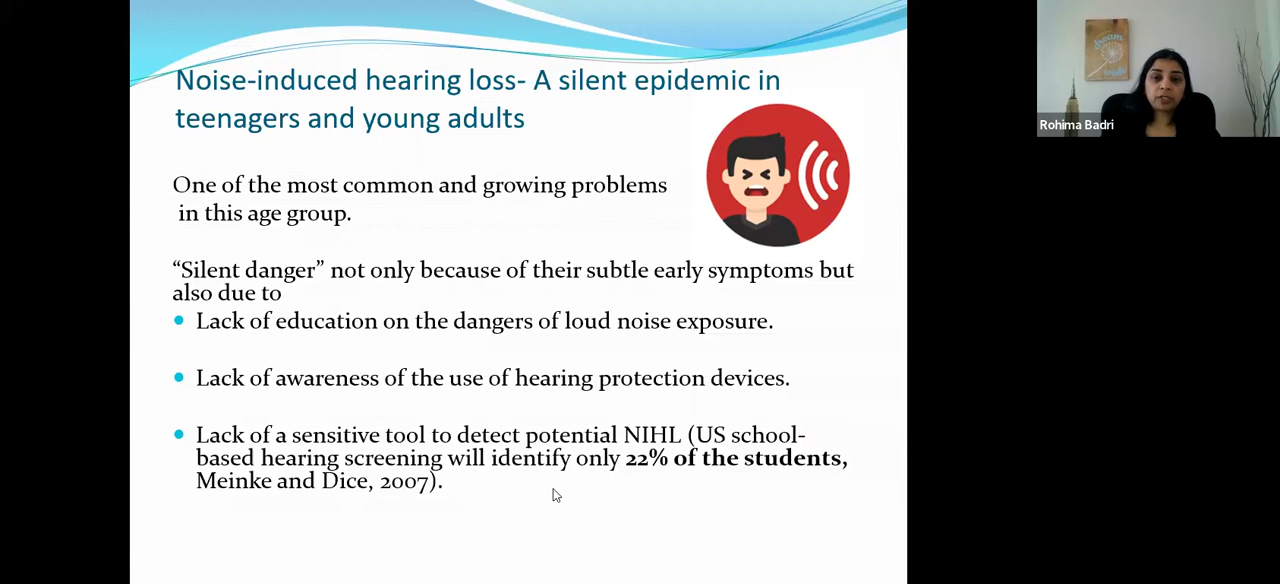 Noise-induced hearing loss- A silent epidemic in
teenagers and young adults
One of the most common and growing problems
in this age group.
“Silent danger” not only because of their subtle early symptoms but
also due to
• Lack of education on the dangers of loud noise exposure.
• Lack of awareness of the use of hearing protection devices.
• Lack of a sensitive tool to detect potential NIHL (US school-
based hearing screening will identify only 22% of the students,
Meinke and Dice, 2007).
dream
Rohima Badri